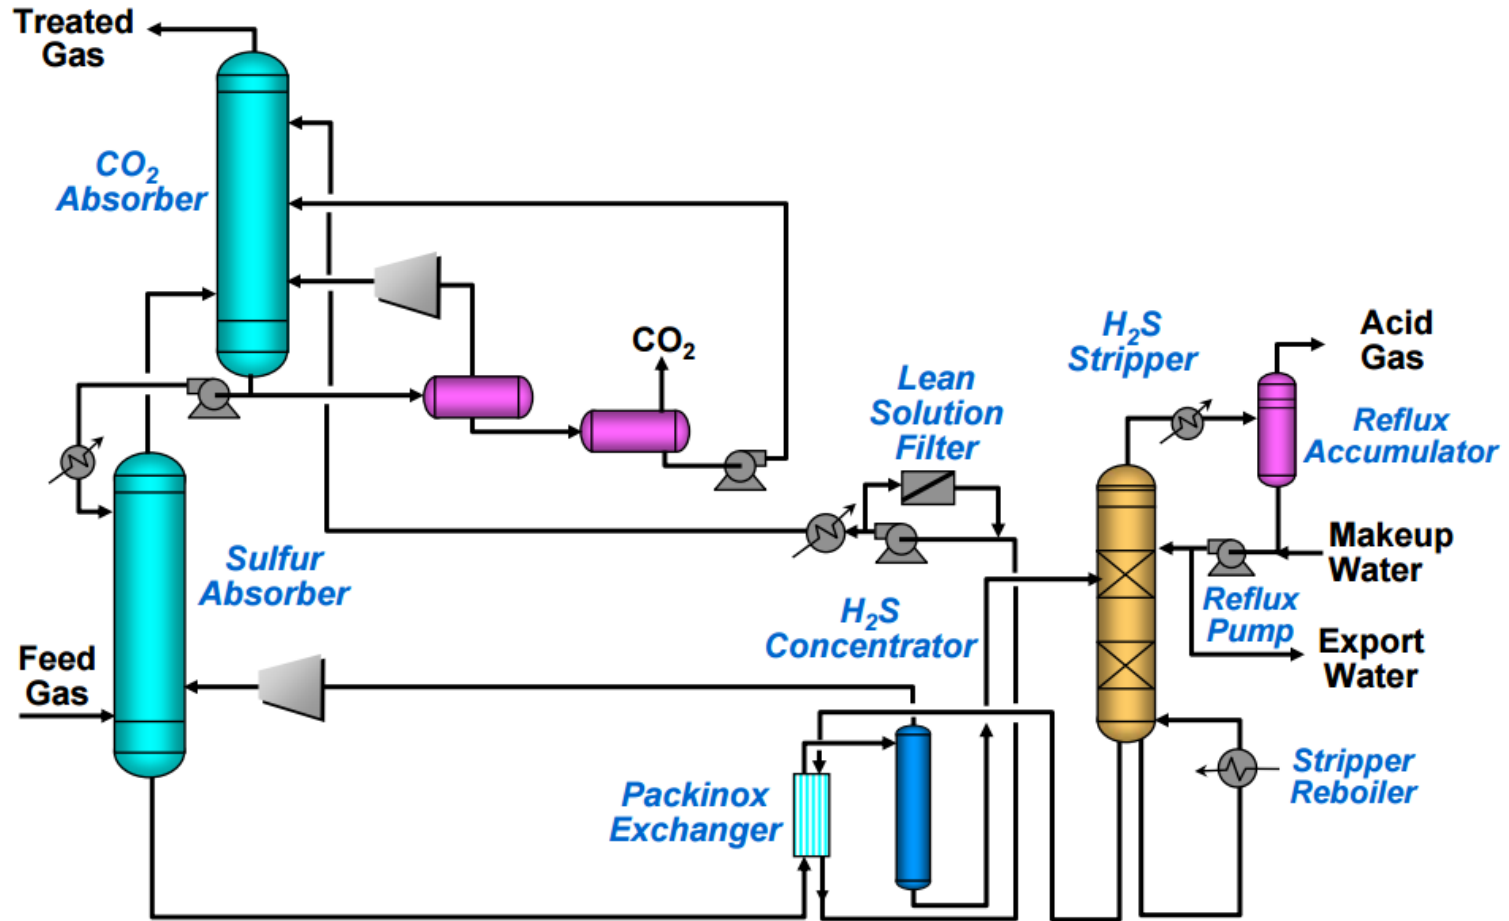 Treated
Gas
CO₂
Absorber
CO₂
H₂S
Stripper
Acid
Gas
Lean
Solution
Filter
Reflux
Accumulator
Sulfur
Absorber
Makeup
Water
H₂S
Concentrator
Reflux
Pump
Export
Water
Feed
Gas
Packinox
Exchanger
Stripper
Reboiler